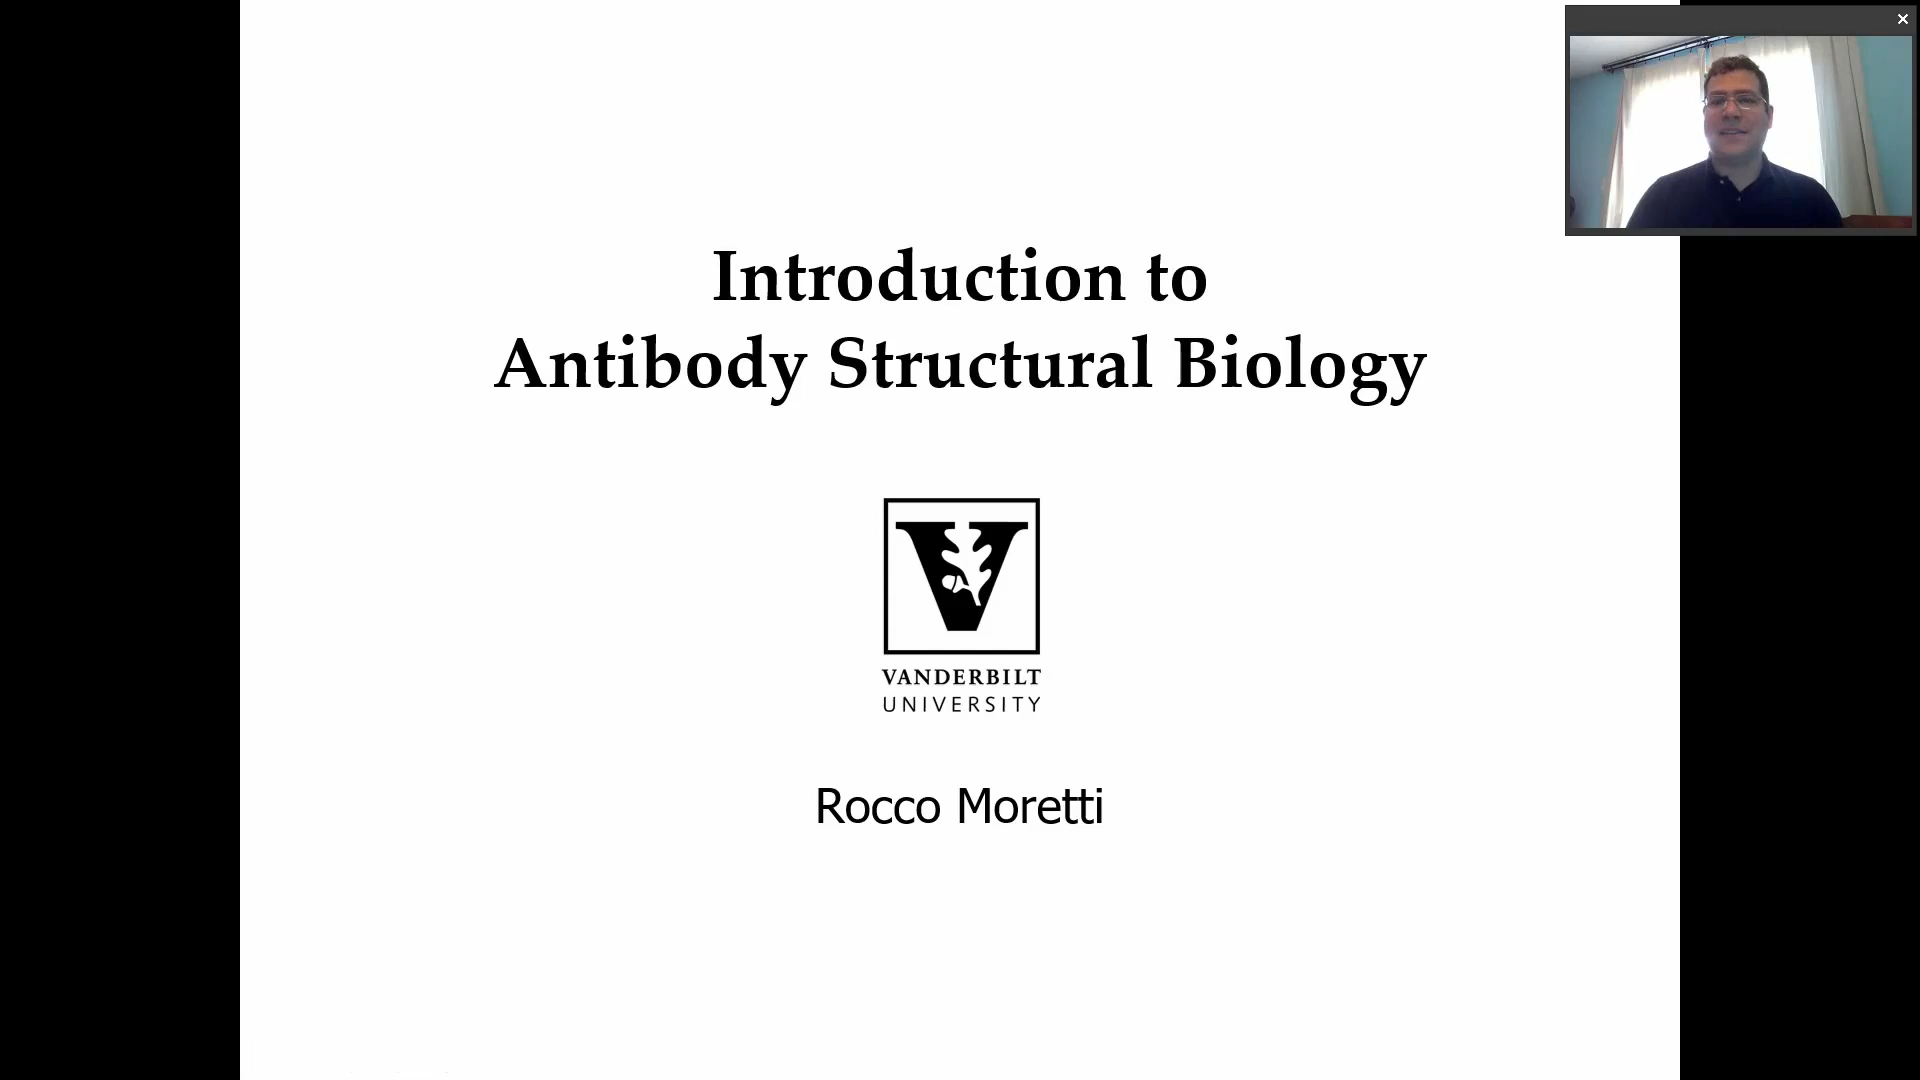 Introduction to
Antibody Structural Biology
V
VANDERBILT
UNIVERSITY
Rocco Moretti